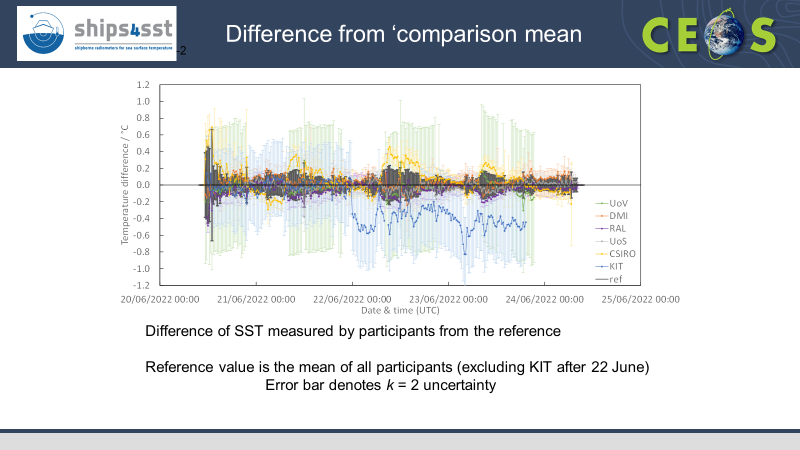 ships4sst
shipborne radiometers for sea surface temperature
-2
Difference from ‘comparison mean
CEOS
1.2
1.0
0.8
0.6
0.4
0.2
0.0
-0.2
-0.4
-0.6
-0.8
-1.0
-1.2
Temperature difference / °C
UoV
DMI
RAL
UoS
CSIRO
KIT
ref
20/06/2022 00:00 21/06/2022 00:00 22/06/2022 00:00 23/06/2022 00:00 24/06/2022 00:00 25/06/2022 00:00
Date & time (UTC)
Difference of SST measured by participants from the reference
Reference value is the mean of all participants (excluding KIT after 22 June)
Error bar denotes k = 2 uncertainty